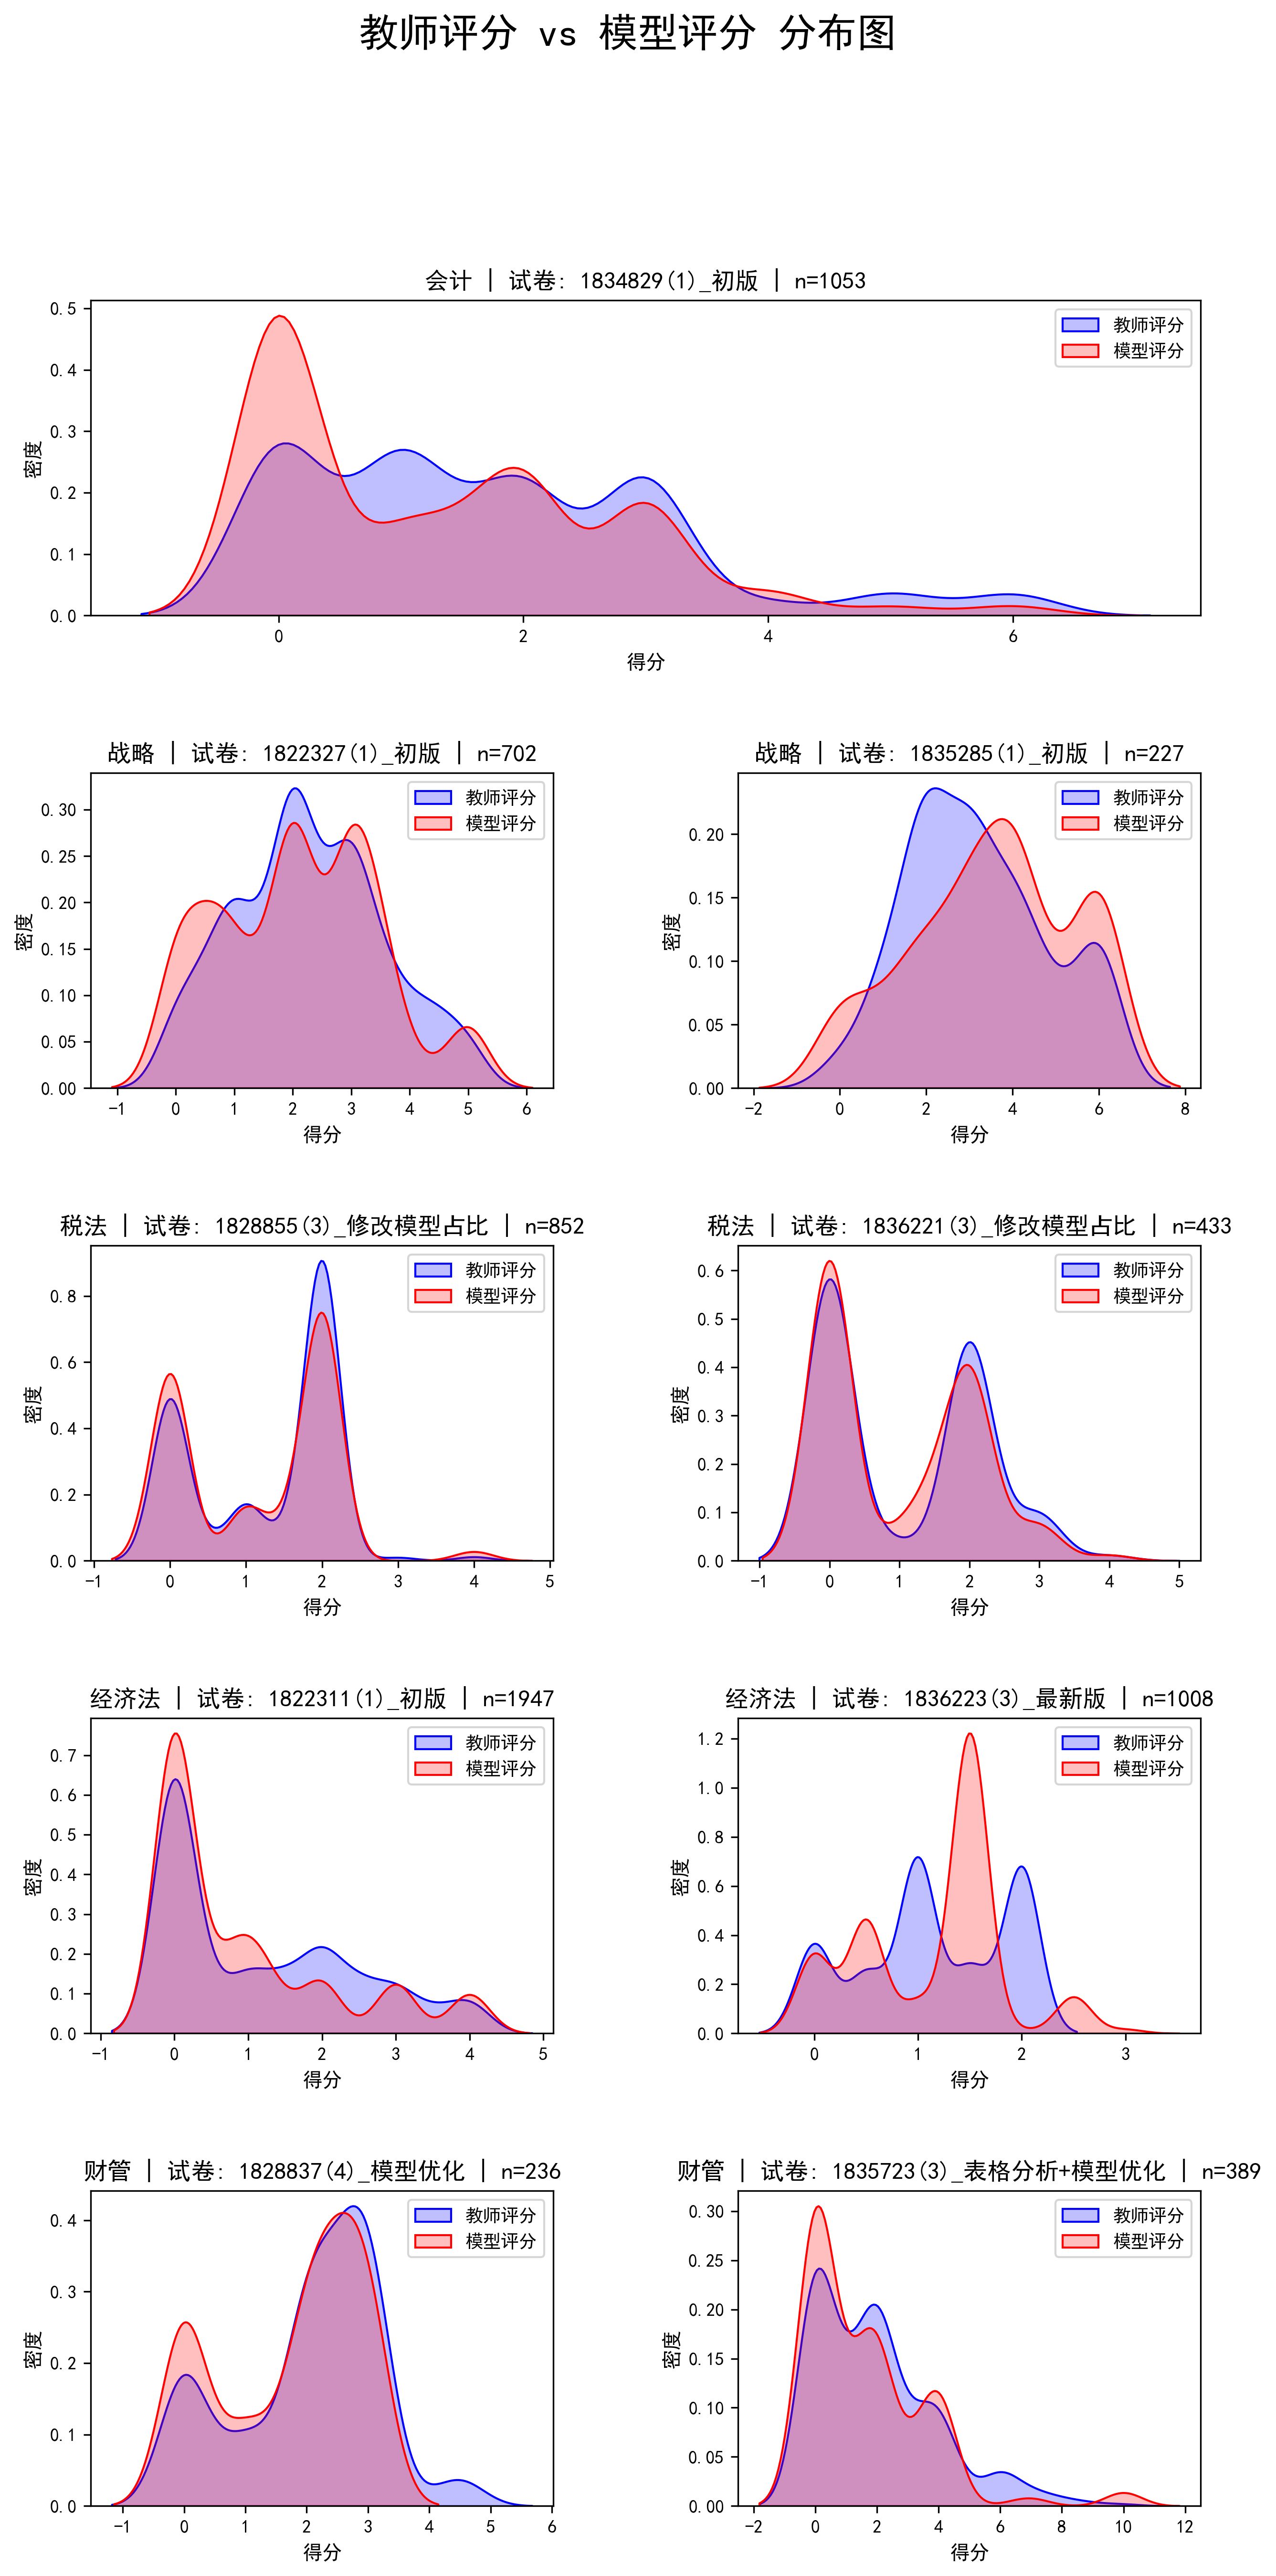 教师评分 vs 模型评分 分布图
会计 | 试卷: 1834829(1)_初版 | n=1053
教师评分
模型评分
密度
0.5
0.4
0.3
0.2
0.1
0.0
0 2 4 6
得分
战略 | 试卷: 1822327(1)_初版 | n=702
教师评分
模型评分
密度
0.30
0.25
0.20
0.15
0.10
0.05
0.00
−1 0 1 2 3 4 5 6
得分
战略 | 试卷: 1835285(1)_初版 | n=227
教师评分
模型评分
密度
0.20
0.15
0.10
0.05
0.00
−2 0 2 4 6 8
得分
税法 | 试卷: 1828855(3)_修改模型占比 | n=852
教师评分
模型评分
密度
0.8
0.6
0.4
0.2
0.0
−1 0 1 2 3 4 5
得分
税法 | 试卷: 1836221(3)_修改模型占比 | n=433
教师评分
模型评分
密度
0.6
0.5
0.4
0.3
0.2
0.1
0.0
−1 0 1 2 3 4 5
得分
经济法 | 试卷: 1822311(1)_初版 | n=1947
教师评分
模型评分
密度
0.7
0.6
0.5
0.4
0.3
0.2
0.1
0.0
−1 0 1 2 3 4 5
得分
经济法 | 试卷: 1836223(3)_最新版 | n=1008
教师评分
模型评分
密度
1.2
1.0
0.8
0.6
0.4
0.2
0.0
0 1 2 3
得分
财管 | 试卷: 1828837(4)_模型优化 | n=236
教师评分
模型评分
密度
0.4
0.3
0.2
0.1
0.0
−1 0 1 2 3 4 5 6
得分
财管 | 试卷: 1835723(3)_表格分析+模型优化 | n=389
教师评分
模型评分
密度
0.30
0.25
0.20
0.15
0.10
0.05
0.00
−2 0 2 4 6 8 10 12
得分